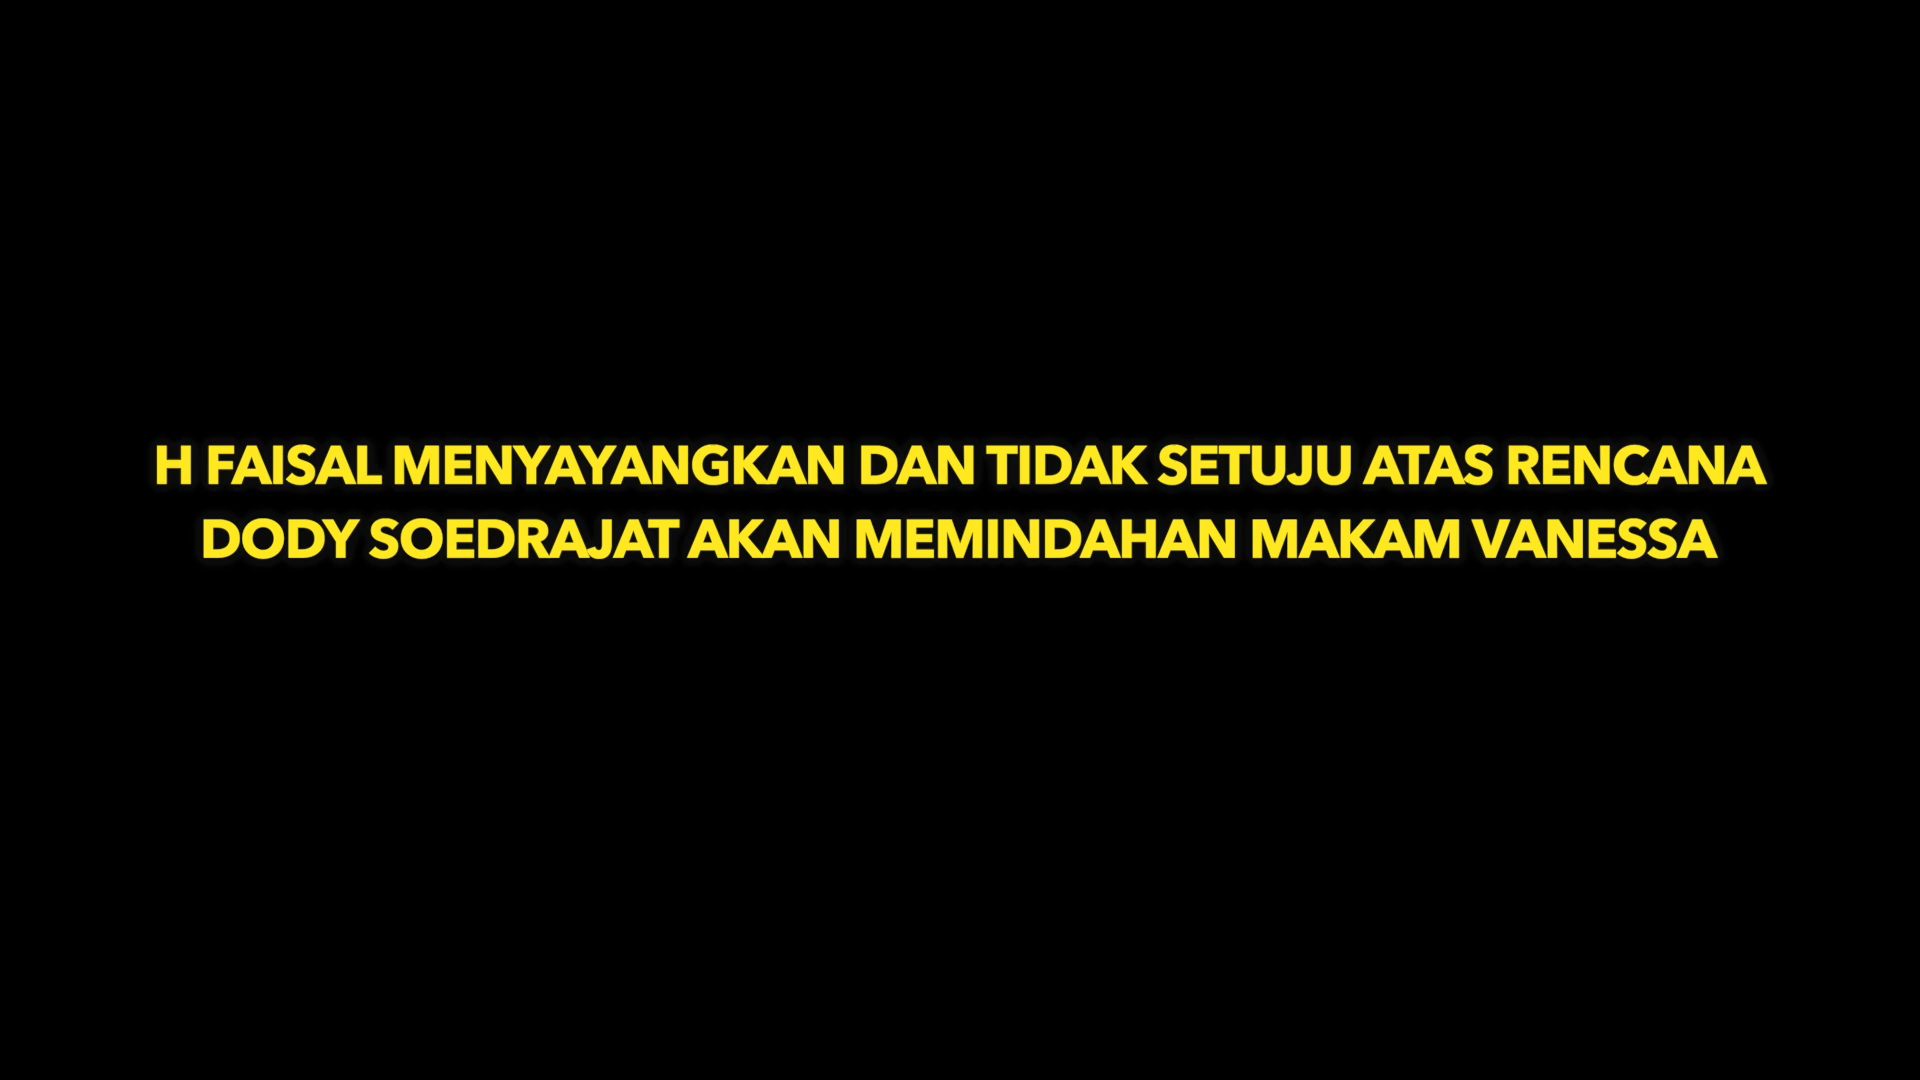 H FAISAL MENYAYANGKAN DAN TIDAK SETUJU ATAS RENCANA
DODY SOEDRAJAT AKAN MEMINDAHAN MAKAM VANESSA